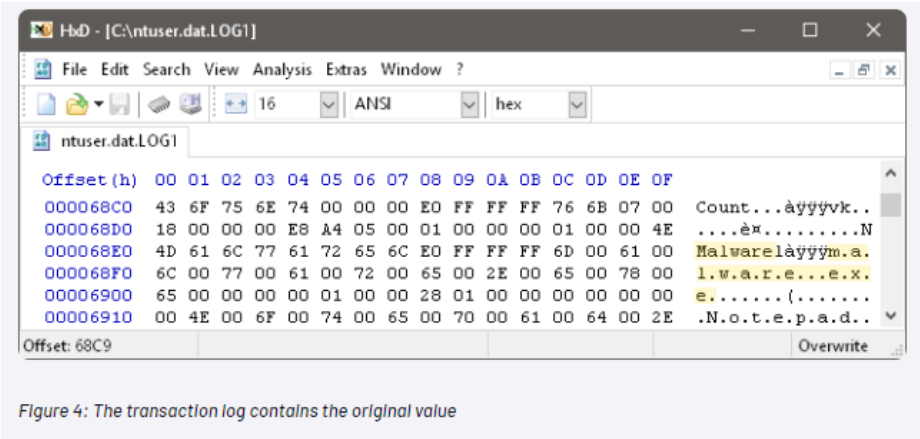 HxD - [C:\ntuser.dat.LOG1]
File Edit Search View Analysis Extras Window ?
16 ANSI hex
ntuser.dat.LOG1
Offset(h) 00 01 02 03 04 05 06 07 08 09 0A 0B 0C 0D 0E 0F
000068C0 43 6F 75 6E 74 00 00 00 E0 FF FF FF 76 6B 07 00 Count...àÿÿÿvk..
000068D0 18 00 00 00 E8 A4 05 00 01 00 00 00 01 00 00 4E ....è¤.........N
000068E0 4D 61 6C 77 61 72 65 6C E0 FF FF FF 6D 00 61 00 Malwarelàÿÿÿm.a.
000068F0 6C 00 77 00 61 00 72 00 65 00 2E 00 65 00 78 00 l.w.a.r.e...e.x.
00006900 65 00 00 00 00 01 00 00 28 01 00 00 00 00 00 00 e.......(.......
00006910 00 4E 00 6F 00 74 00 65 00 70 00 61 00 64 00 2E .N.o.t.e.p.a.d..
Offset: 68C9 Overwrite
Figure 4: The transaction log contains the original value